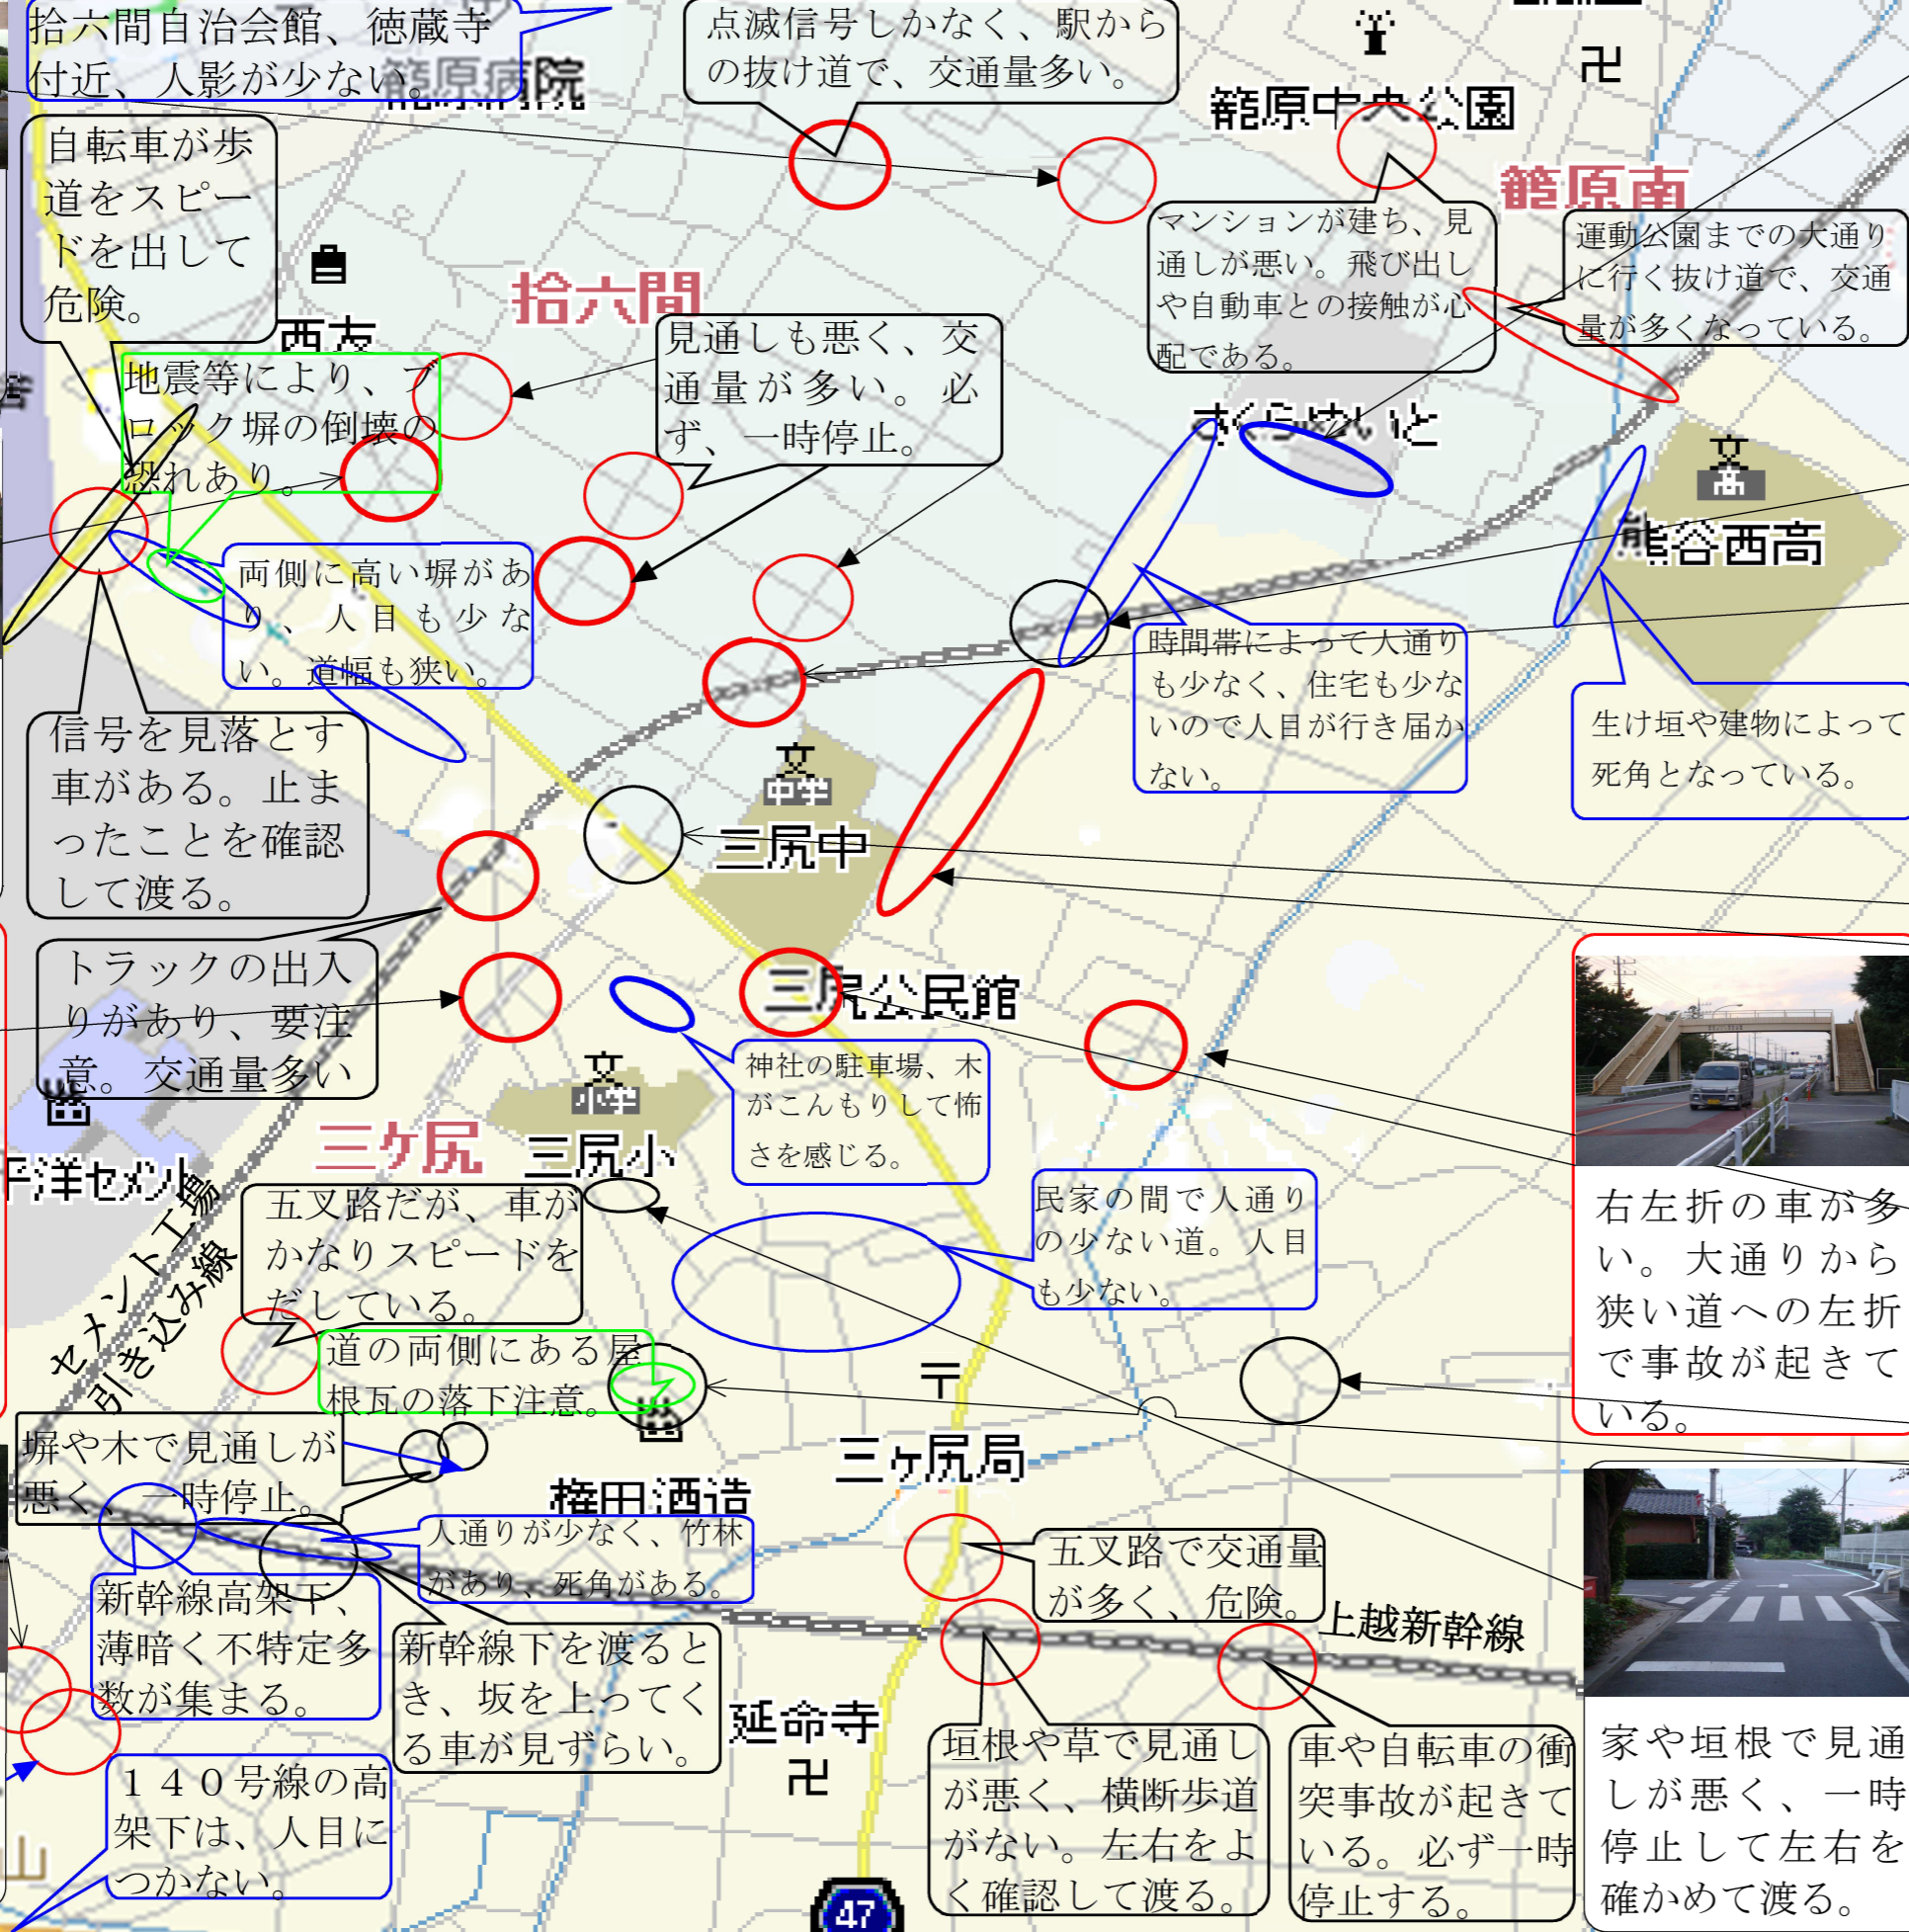 拾六間自治会館、徳蔵寺
付近、人影が少ない。
籠原病院
点滅信号しかなく、駅から
の抜け道で、交通量多い。
籠原中央公園
籠原南
自転車が歩
道をスピー
ドを出して
危険。
マンションが建ち、見
通しが悪い。飛び出し
や自動車との接触が心
配である。
運動公園までの大通り
に行く抜け道で、交通
量が多くなっている。
拾六間
西友
見通しも悪く、交
通量が多い。必
ず、一時停止。
地震等により、ブ
ロック塀の倒壊の
恐れあり。
さくらめいと
文
高
熊谷西高
両側に高い塀があ
り、人目も少な
い。道幅も狭い。
時間帯によって人通り
も少なく、住宅も少な
いので人目が行き届か
ない。
生け垣や建物によって
死角となっている。
信号を見落とす
車がある。止ま
ったことを確認
して渡る。
文
中学
三尻中
トラックの出入
りがあり、要注
意。交通量多い
三尻公民館
神社の駐車場、木
がこんもりして怖
さを感じる。
文
小学
三尻小
三ケ尻
平洋セメント
セメント工場
引き込み線
五叉路だが、車が
かなりスピードを
だしている。
民家の間で人通り
の少ない道。人目
も少ない。
右左折の車が多
い。大通りから
狭い道への左折
で事故が起きて
いる。
道の両側にある屋
根瓦の落下注意。
〒
三ヶ尻局
塀や木で見通しが
悪く、一時停止。
権田酒造
人通りが少なく、竹林
があり、死角がある。
五叉路で交通量
が多く、危険。
上越新幹線
新幹線高架下、
薄暗く不特定多
数が集まる。
新幹線下を渡ると
き、坂を上ってく
る車が見ずらい。
延命寺
垣根や草で見通し
が悪く、横断歩道
がない。左右をよ
く確認して渡る。
車や自転車の衝
突事故が起きて
いる。必ず一時
停止する。
家や垣根で見通
しが悪く、一時
停止して左右を
確かめて渡る。
１４０号線の高
架下は、人目に
つかない。
山
47